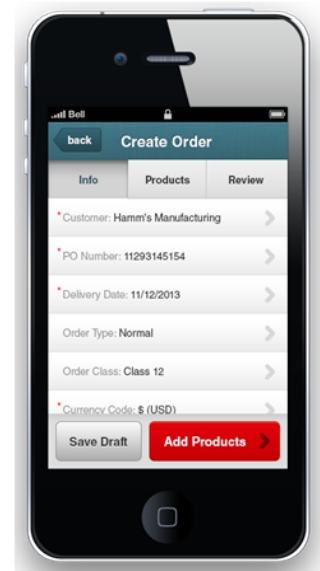 Bell
back
Create Order
Info Products Review
*Customer: Hamm's Manufacturing
*PO Number: 11293145154
*Delivery Date: 11/12/2013
Order Type: Normal
Order Class: Class 12
*Currency Code: $ (USD)
Save Draft Add Products